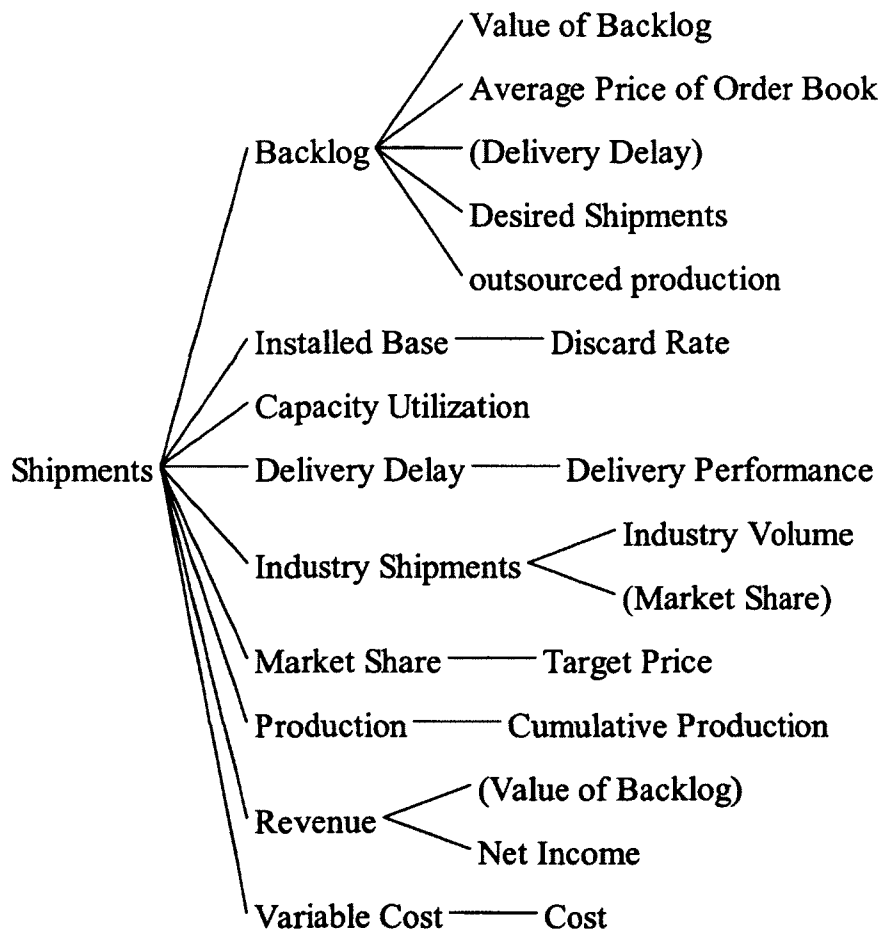 Value of Backlog
Average Price of Order Book
Backlog (Delivery Delay)
Desired Shipments
outsourced production
Installed Base Discard Rate
Capacity Utilization
Shipments Delivery Delay Delivery Performance
Industry Volume
Industry Shipments
(Market Share)
Market Share Target Price
Production Cumulative Production
(Value of Backlog)
Revenue
Net Income
Variable Cost Cost